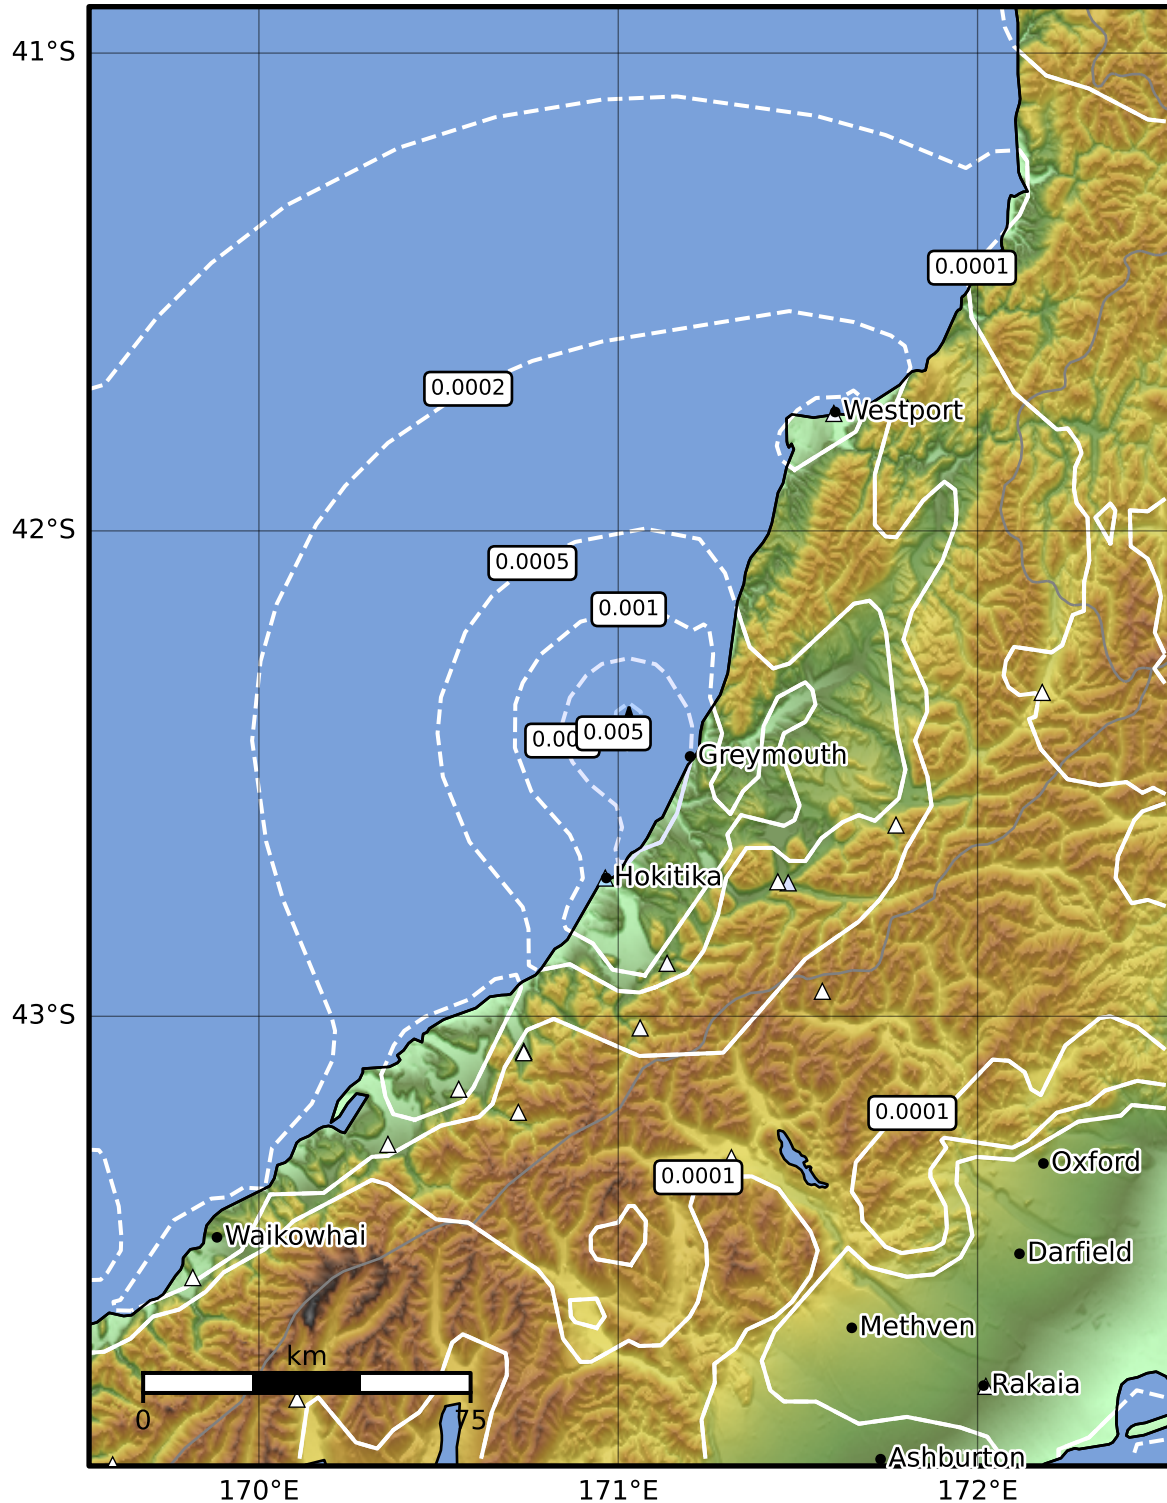 41°S
0.0001
0.0002
Westport
42°S
0.0005
0.001
0.005
Greymouth
Hokitika
43°S
0.0001
Oxford
0.0001
Waikowhai
Darfield
Methven
km
Rakaia
0
75
Ashburton
170°E
171°E
172°E